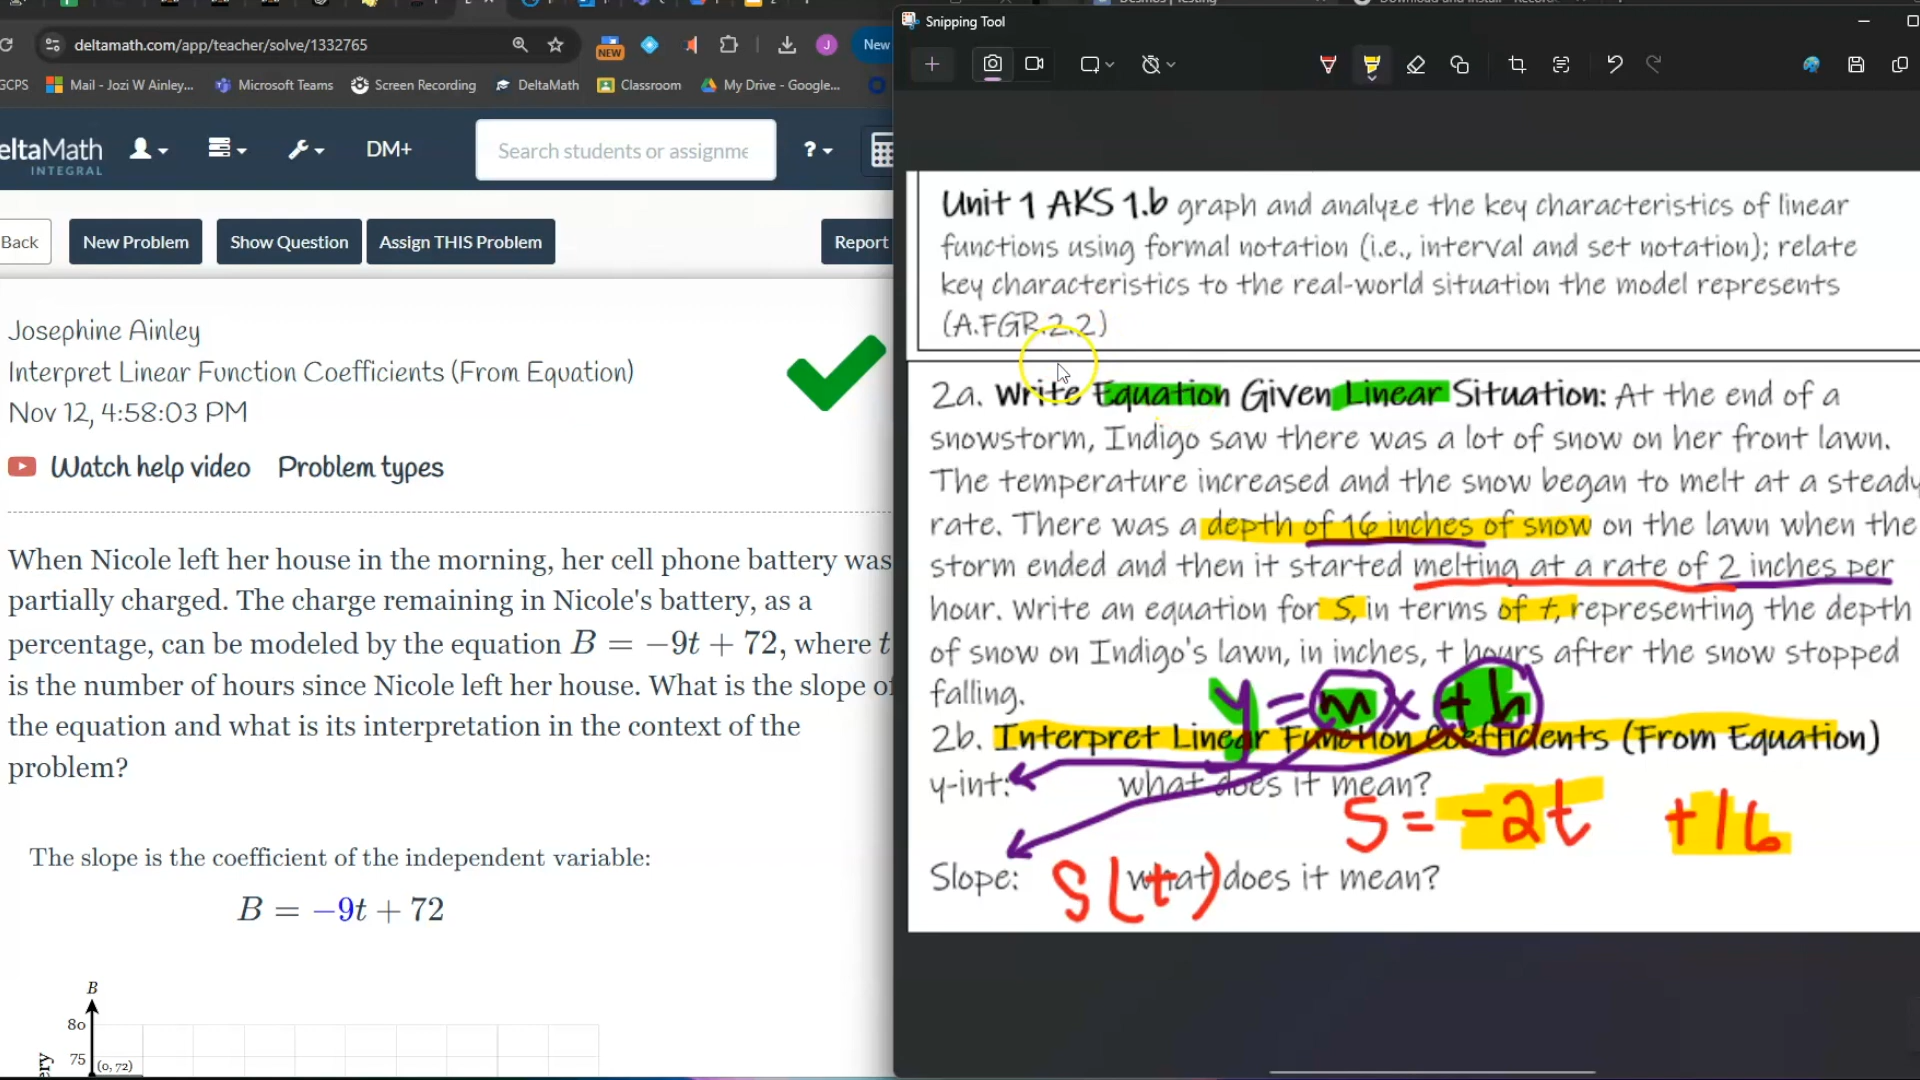 deltamath.com/app/teacher/solve/1332765
NEW
J
New
GCPS
Mail - Jozi W Ainley...
Microsoft Teams
Screen Recording
DeltaMath
Classroom
My Drive - Google...
eltaMath
INTEGRAL
DM+
Search students or assignme
?
Back
New Problem
Show Question
Assign THIS Problem
Report
Josephine Ainley
Interpret Linear Function Coefficients (From Equation)
Nov 12, 4:58:03 PM
Watch help video
Problem types
When Nicole left her house in the morning, her cell phone battery was
partially charged. The charge remaining in Nicole's battery, as a
percentage, can be modeled by the equation B = −9t + 72, where t
is the number of hours since Nicole left her house. What is the slope of
the equation and what is its interpretation in the context of the
problem?
The slope is the coefficient of the independent variable:
B = −9t + 72
B
80
75
(0, 72)
ery
Snipping Tool
Unit 1 AKS 1.b graph and analyze the key characteristics of linear
functions using formal notation (i.e., interval and set notation); relate
key characteristics to the real-world situation the model represents
(A.FGR.2.2)
2a. Write Equation Given Linear Situation: At the end of a
snowstorm, Indigo saw there was a lot of snow on her front lawn.
The temperature increased and the snow began to melt at a steady
rate. There was a depth of 16 inches of snow on the lawn when the
storm ended and then it started melting at a rate of 2 inches per
hour. Write an equation for S, in terms of t, representing the depth
of snow on Indigo's lawn, in inches, t hours after the snow stopped
falling.
y = mx + b
2b. Interpret Linear Function Coefficients (From Equation)
y-int: what does it mean?
S = -2t +16
Slope: what does it mean?
S(t)